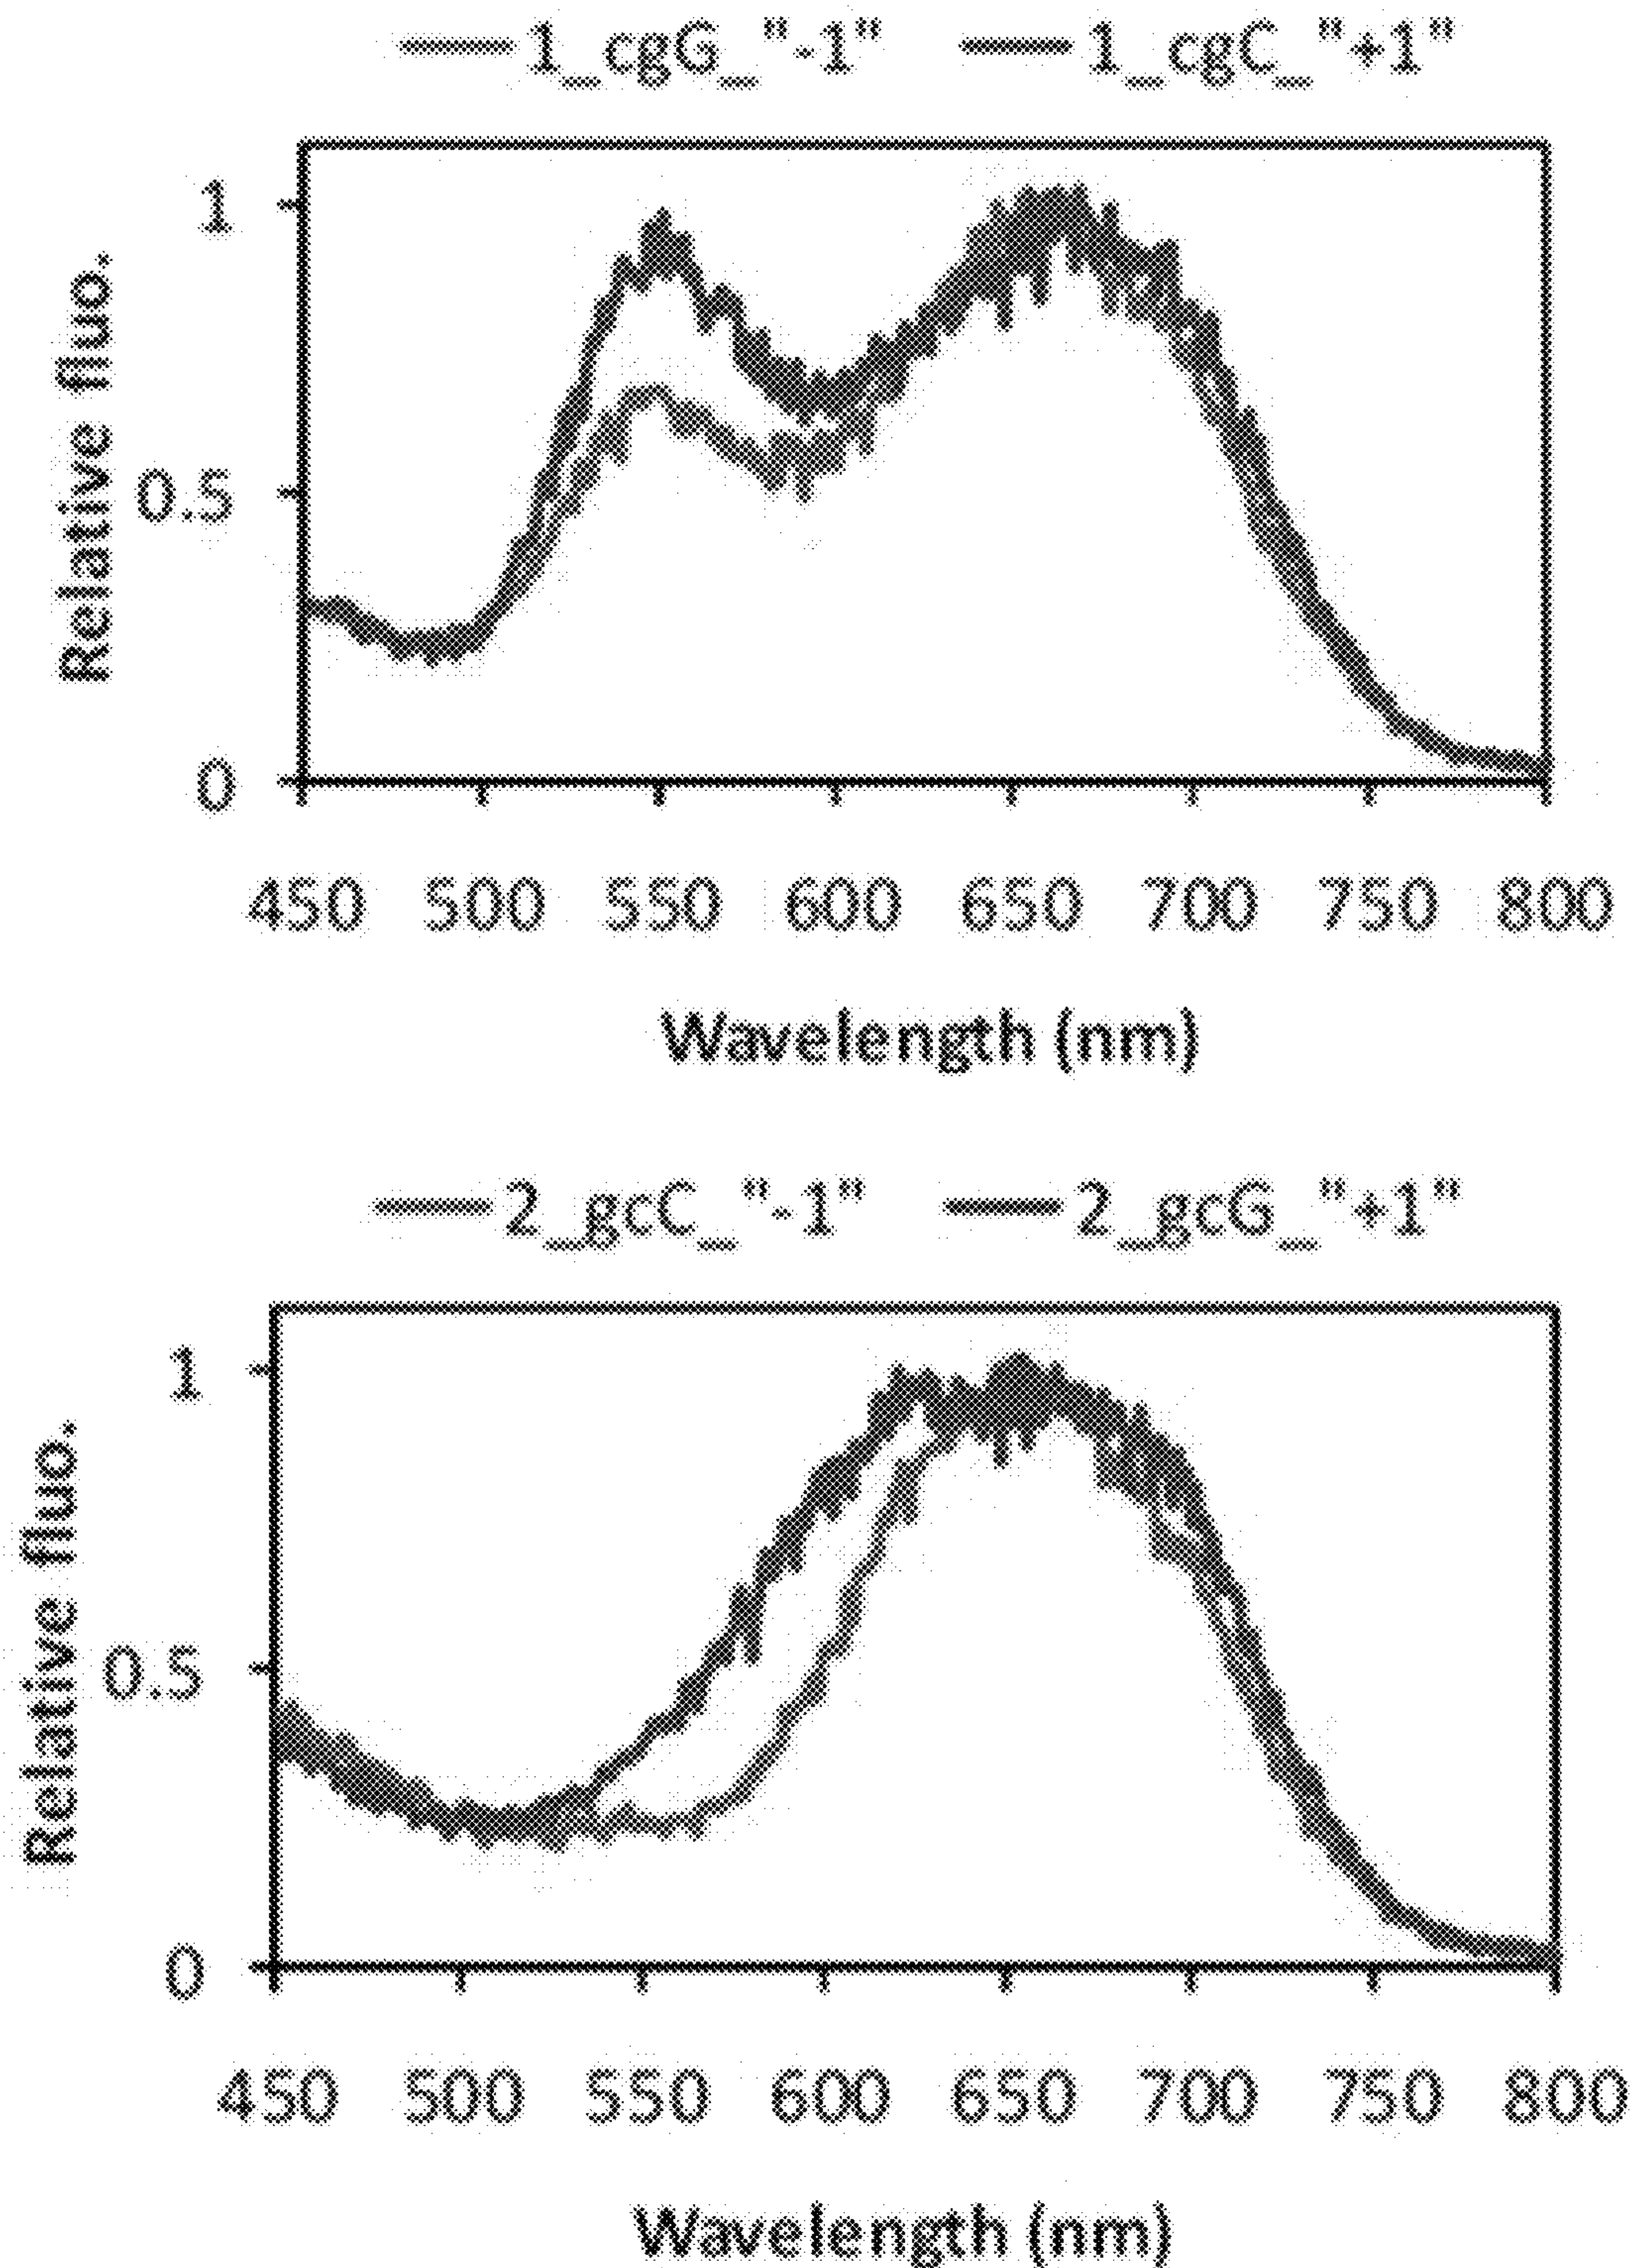 1_cgG_"-1" 1_cgC_"+1"
Relative fluo.
1
0.5
0
450 500 550 600 650 700 750 800
Wavelength (nm)
2_gcC_"-1" 2_gcG_"+1"
Relative fluo.
1
0.5
0
450 500 550 600 650 700 750 800
Wavelength (nm)